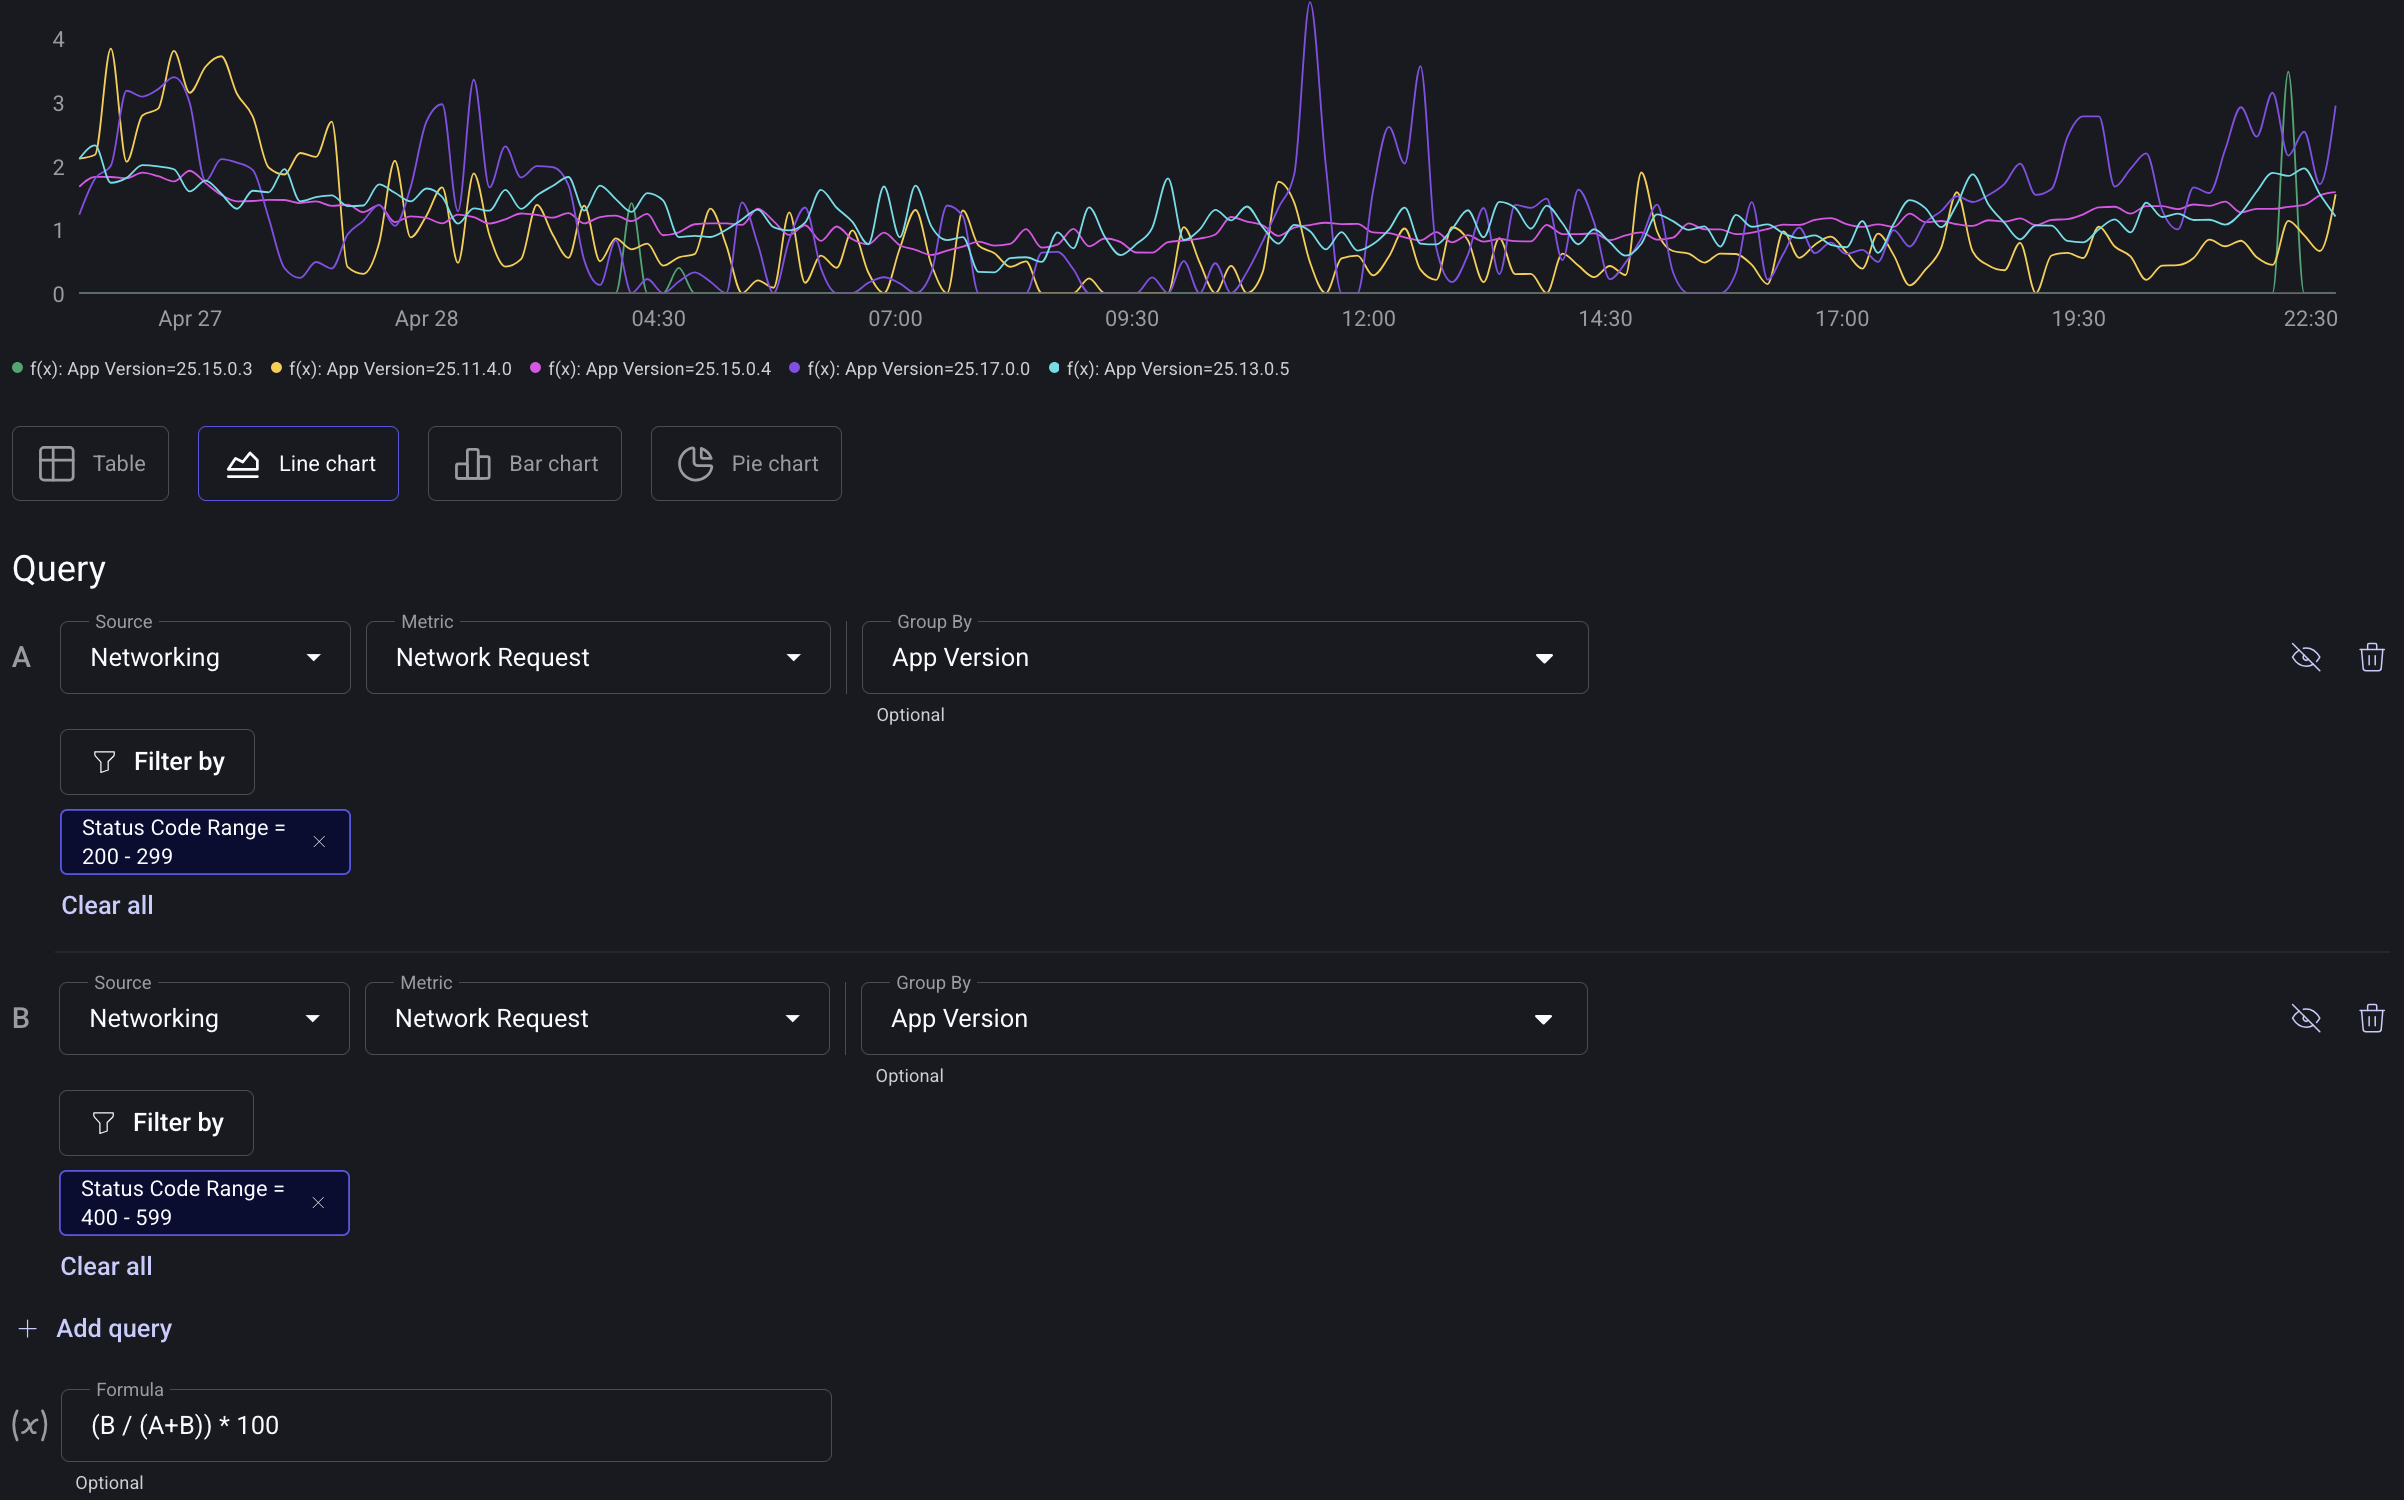 4
3
2
1
0
Apr 27 Apr 28 04:30 07:00 09:30 12:00 14:30 17:00 19:30 22:30
f(x): App Version=25.15.0.3 f(x): App Version=25.11.4.0 f(x): App Version=25.15.0.4 f(x): App Version=25.17.0.0 f(x): App Version=25.13.0.5
Table Line chart Bar chart Pie chart
Query
Source Metric Group By
A Networking Network Request App Version
Optional
Filter by
Status Code Range =
200 - 299
Clear all
Source Metric Group By
B Networking Network Request App Version
Optional
Filter by
Status Code Range =
400 - 599
Clear all
+ Add query
Formula
(x) (B / (A+B)) * 100
Optional